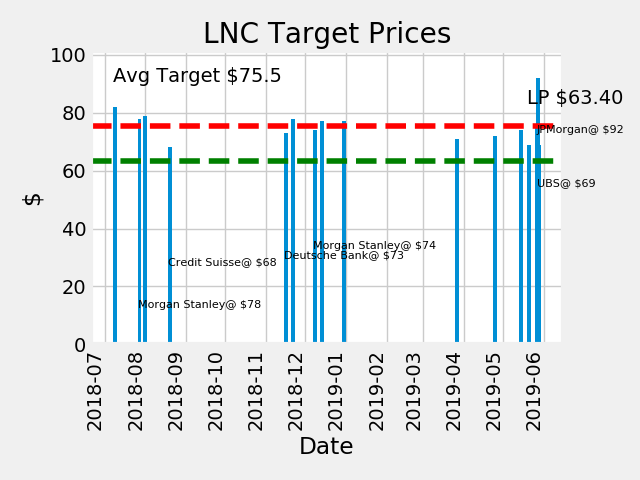 LNC Target Prices
100
Avg Target $75.5
LP $63.40
80
JPMorgan@ $92
60
UBS@ $69
$
40
Morgan Stanley@ $74
Deutsche Bank@ $73
Credit Suisse@ $68
20
Morgan Stanley@ $78
0
2018-07
2018-08
2018-09
2018-10
2018-11
2018-12
2019-01
2019-02
2019-03
2019-04
2019-05
2019-06
Date